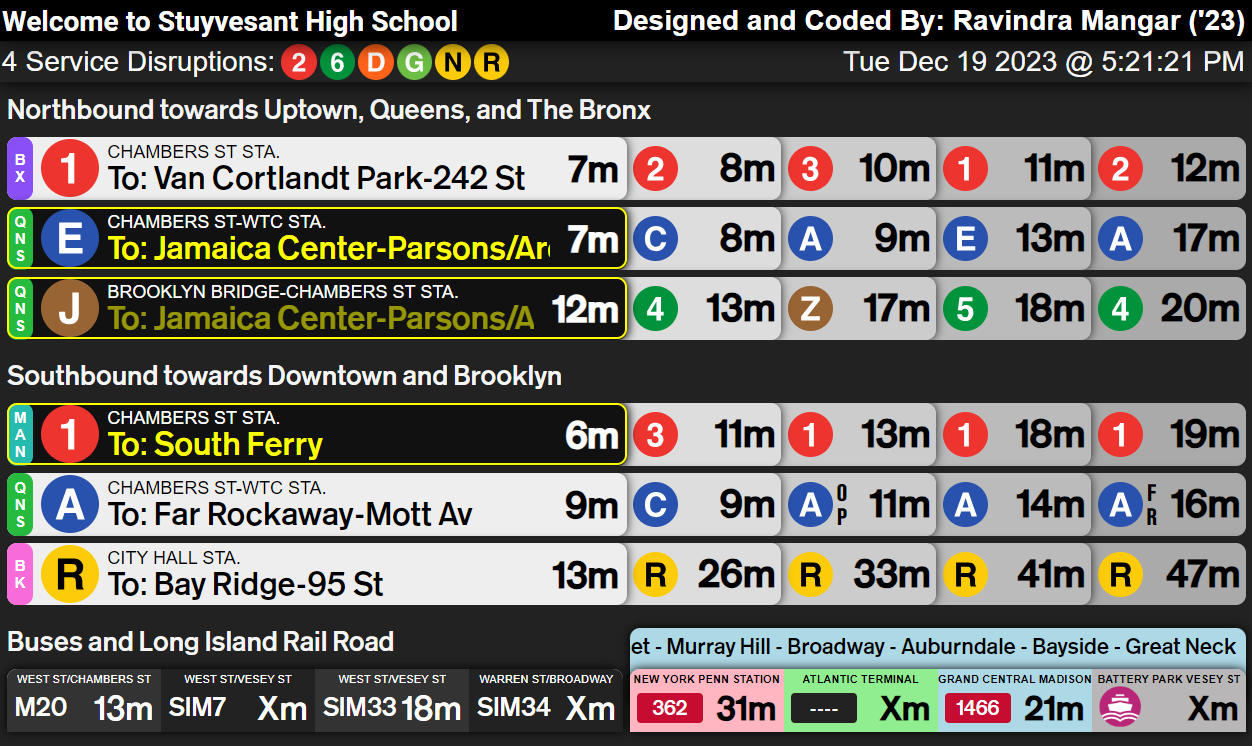 Welcome to Stuyvesant High School Designed and Coded By: Ravindra Mangar ('23)
4 Service Disruptions: 2 6 D G N R Tue Dec 19 2023 @ 5:21:21 PM
Northbound towards Uptown, Queens, and The Bronx
BX 1 CHAMBERS ST STA.
To: Van Cortlandt Park-242 St 7m 2 8m 3 10m 1 11m 2 12m
QNS E CHAMBERS ST-WTC STA.
To: Jamaica Center-Parsons/Ar 7m C 8m A 9m E 13m A 17m
QNS J BROOKLYN BRIDGE-CHAMBERS ST STA.
To: Jamaica Center-Parsons/A 12m 4 13m Z 17m 5 18m 4 20m
Southbound towards Downtown and Brooklyn
MAN 1 CHAMBERS ST STA.
To: South Ferry 6m 3 11m 1 13m 1 18m 1 19m
QNS A CHAMBERS ST-WTC STA.
To: Far Rockaway-Mott Av 9m C 9m A OP 11m A 14m A FR 16m
BK R CITY HALL STA.
To: Bay Ridge-95 St 13m R 26m R 33m R 41m R 47m
Buses and Long Island Rail Road
et - Murray Hill - Broadway - Auburndale - Bayside - Great Neck
WEST ST/CHAMBERS ST WEST ST/VESEY ST WEST ST/VESEY ST WARREN ST/BROADWAY NEW YORK PENN STATION ATLANTIC TERMINAL GRAND CENTRAL MADISON BATTERY PARK VESEY ST
M20 13m SIM7 Xm SIM33 18m SIM34 Xm 362 31m ---- Xm 1466 21m Xm